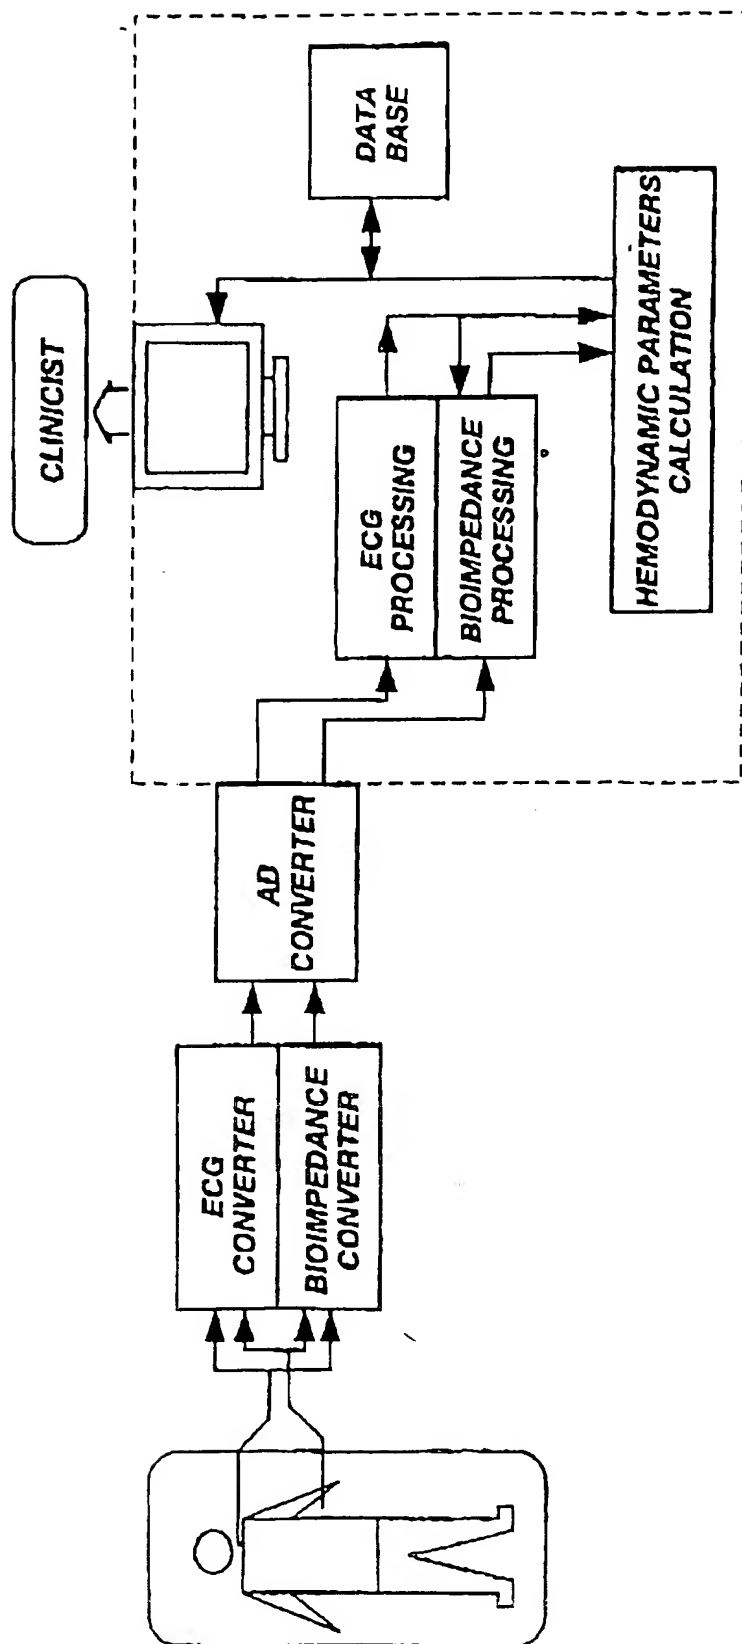 ECG
CONVERTER
BIOIMPEDANCE
CONVERTER
AD
CONVERTER
ECG
PROCESSING
BIOIMPEDANCE
PROCESSING
CLINICIST
DATA
BASE
HEMODYNAMIC PARAMETERS
CALCULATION